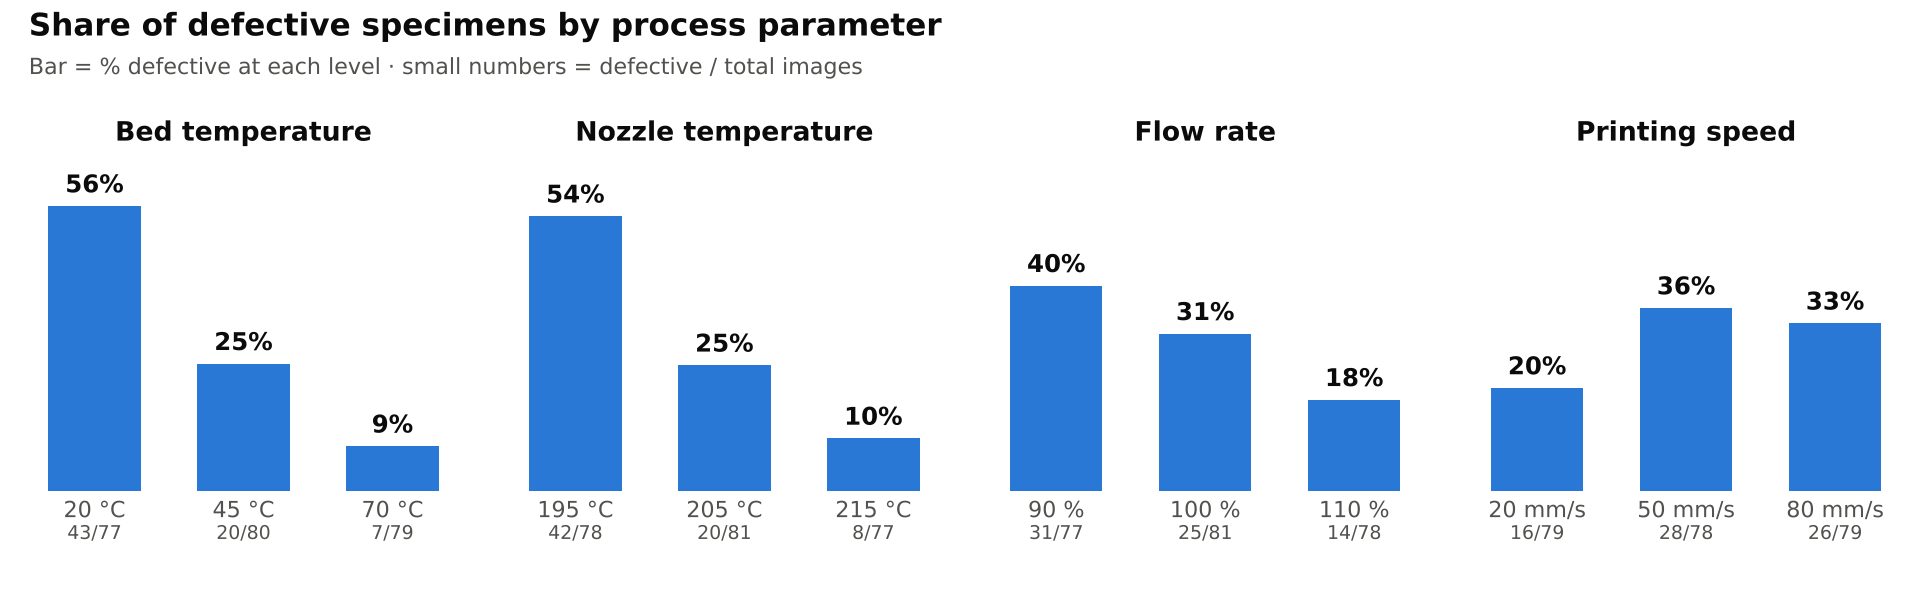 Share of defective specimens by process parameter
Bar = % defective at each level · small numbers = defective / total images
Bed temperature
56%
25%
9%
20 °C
45 °C
70 °C
43/77
20/80
7/79
Nozzle temperature
54%
25%
10%
195 °C
205 °C
215 °C
42/78
20/81
8/77
Flow rate
40%
31%
18%
90 %
100 %
110 %
31/77
25/81
14/78
Printing speed
20%
36%
33%
20 mm/s
50 mm/s
80 mm/s
16/79
28/78
26/79